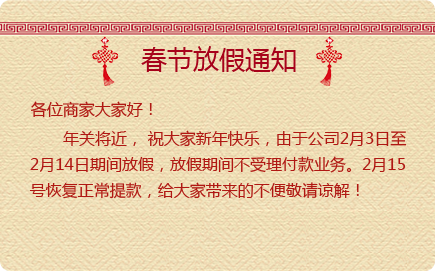 春节放假通知
各位商家大家好！
年关将近， 祝大家新年快乐，由于公司2月3日至
2月14日期间放假，放假期间不受理付款业务。2月15
号恢复正常提款，给大家带来的不便敬请谅解！